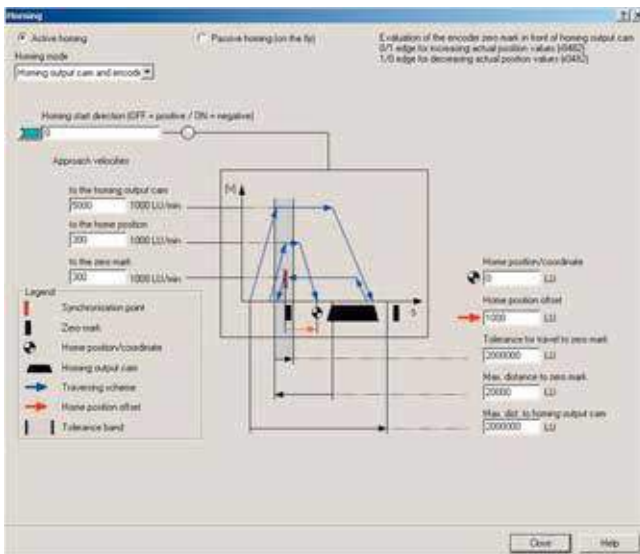 Homing
Active homing
Passive homing (on the fly)
Homing mode
Homing output cam and encode
Evaluation of the encoder zero mark in front of homing output cam
0/1 edge for increasing actual position values (r0482)
1/0 edge for decreasing actual position values (r0482)
Homing start direction (OFF = positive / ON = negative)
0
Approach velocities
to the homing output cam
5000 1000 LU/min
to the home position
300 1000 LU/min
to the zero mark
300 1000 LU/min
[v]
s
Home position/coordinate
0 LU
Home position offset
1000 LU
Tolerance for travel to zero mark
2000000 LU
Max. distance to zero mark
20000 LU
Max. dist. to homing output cam
2000000 LU
Legend
Synchronization point
Zero mark
Home position/coordinate
Homing output cam
Traversing scheme
Home position offset
Tolerance band
Close
Help